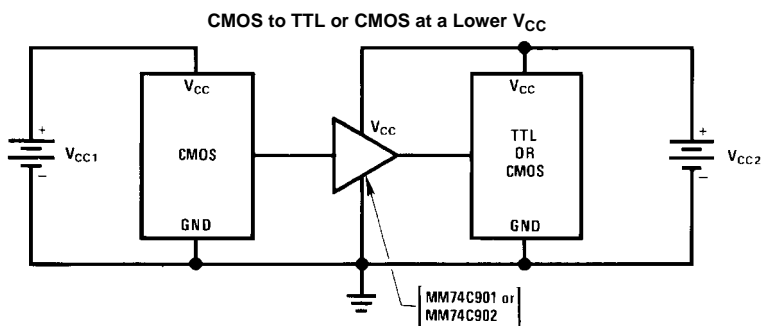 CMOS to TTL or CMOS at a Lower VCC
VCC
CMOS
GND
+
−
VCC1
VCC
VCC
TTL
OR
CMOS
GND
+
−
VCC2
MM74C901 or
MM74C902